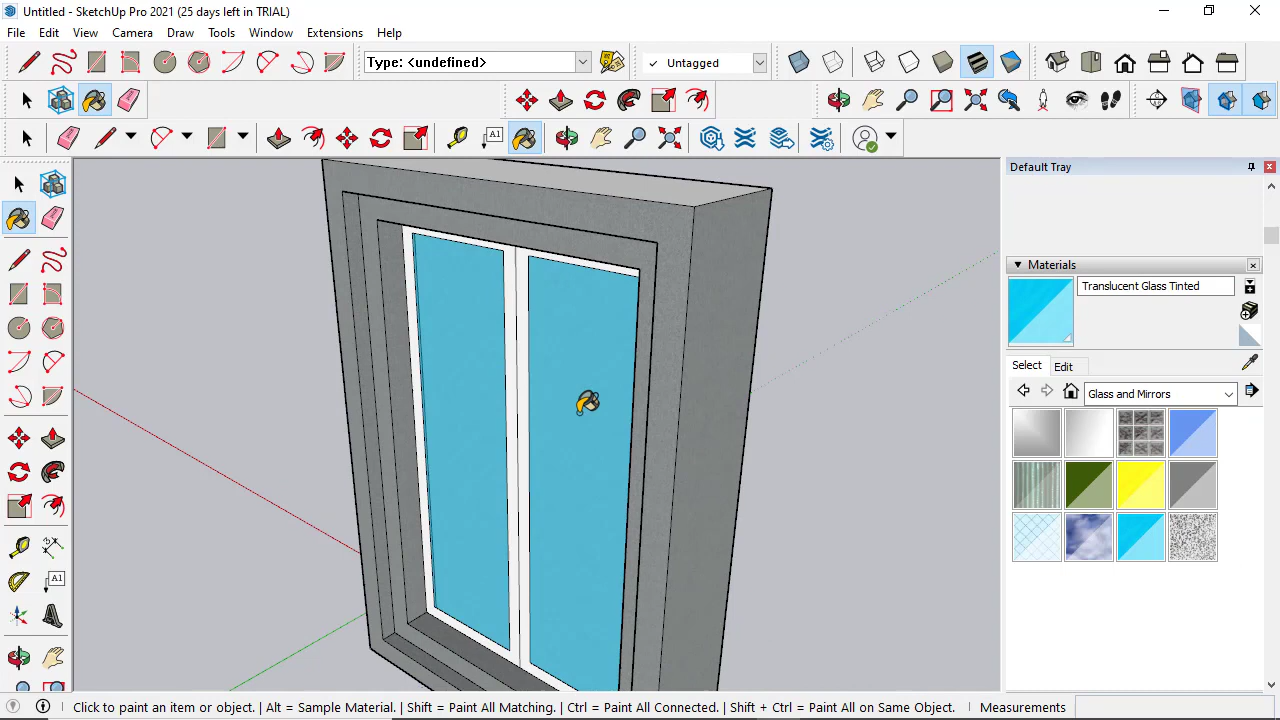 Untitled - SketchUp Pro 2021 (25 days left in TRIAL)
File Edit View Camera Draw Tools Window Extensions Help
Type: <undefined>
✓ Untagged
A1
Default Tray
Materials
Translucent Glass Tinted
Select Edit
Glass and Mirrors
A1
Click to paint an item or object. | Alt = Sample Material. | Shift = Paint All Matching. | Ctrl = Paint All Connected. | Shift + Ctrl = Paint All on Same Object. | Measurements